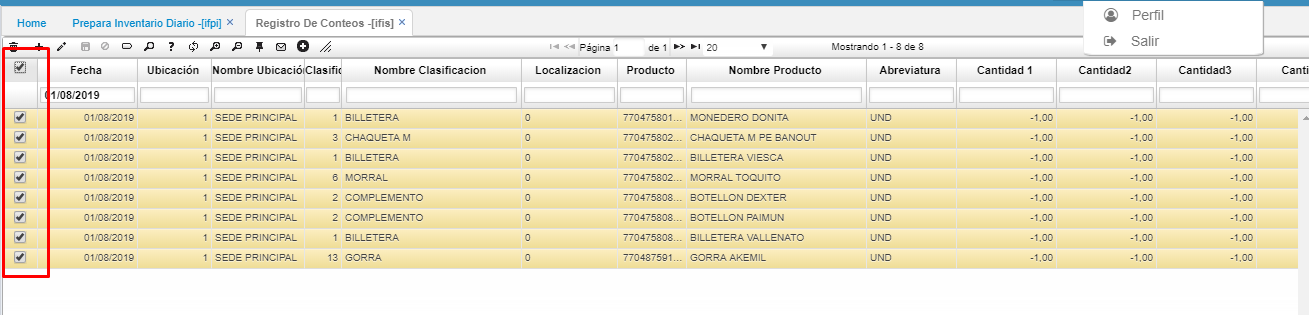 Perfil
Salir
Home Prepara Inventario Diario -[ifpi] × Registro De Conteos -[ifis] ×
Página 1 de 1 20 Mostrando 1 - 8 de 8
Fecha Ubicación Nombre Ubicació Clasific Nombre Clasificacion Localizacion Producto Nombre Producto Abreviatura Cantidad 1 Cantidad2 Cantidad3 Canti
01/08/2019
01/08/2019 1 SEDE PRINCIPAL 1 BILLETERA 0 770475801... MONEDERO DONITA UND -1,00 -1,00 -1,00
01/08/2019 1 SEDE PRINCIPAL 3 CHAQUETA M 0 770475802... CHAQUETA M PE BANOUT UND -1,00 -1,00 -1,00
01/08/2019 1 SEDE PRINCIPAL 1 BILLETERA 0 770475802... BILLETERA VIESCA UND -1,00 -1,00 -1,00
01/08/2019 1 SEDE PRINCIPAL 6 MORRAL 0 770475802... MORRAL TOQUITO UND -1,00 -1,00 -1,00
01/08/2019 1 SEDE PRINCIPAL 2 COMPLEMENTO 0 770475808... BOTELLON DEXTER UND -1,00 -1,00 -1,00
01/08/2019 1 SEDE PRINCIPAL 2 COMPLEMENTO 0 770475808... BOTELLON PAIMUN UND -1,00 -1,00 -1,00
01/08/2019 1 SEDE PRINCIPAL 1 BILLETERA 0 770475808... BILLETERA VALLENATO UND -1,00 -1,00 -1,00
01/08/2019 1 SEDE PRINCIPAL 13 GORRA 0 770487591... GORRA AKEMIL UND -1,00 -1,00 -1,00